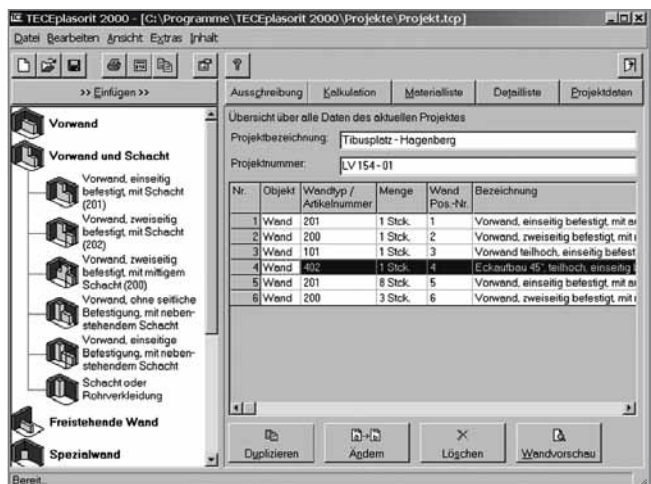 TECEplasorit 2000 - [C:\Programme\TECEplasorit 2000\Projekte\Projekt.tcp]
Datei Bearbeiten Ansicht Extras Inhalt
>> Einfügen >>
Vorwand
Vorwand und Schacht
Vorwand, einseitig
befestigt, mit Schacht
(201)
Vorwand, zweiseitig
befestigt, mit Schacht
(202)
Vorwand, zweiseitig
befestigt, mit mittigem
Schacht (200)
Vorwand, ohne seitliche
Befestigung, mit neben-
stehendem Schacht
Vorwand, einseitige
Befestigung, mit neben-
stehendem Schacht
Schacht oder
Rohrverkleidung
Freistehende Wand
Spezialwand
Ausschreibung Kalkulation Materialliste Detailliste Projektdaten
Übersicht über alle Daten des aktuellen Projektes
Projektbezeichnung: Tibusplatz - Hagenberg
Projektnummer: LV 154 - 01
Nr. Objekt Wandtyp / Artikelnummer Menge Wand Pos.-Nr. Bezeichnung
1 Wand 201 1 Stck. 1 Vorwand, einseitig befestigt, mit
2 Wand 200 1 Stck. 2 Vorwand, zweiseitig befestigt, mit
3 Wand 101 1 Stck. 3 Vorwand teilhoch, einseitig befest
4 Wand 402 1 Stck. 4 Eckaufbau 45°, teilhoch, einseitig
5 Wand 201 8 Stck. 5 Vorwand, einseitig befestigt, mit
6 Wand 200 3 Stck. 6 Vorwand, zweiseitig befestigt, mit
Duplizieren Ändern Löschen Wandvorschau
Bereit..